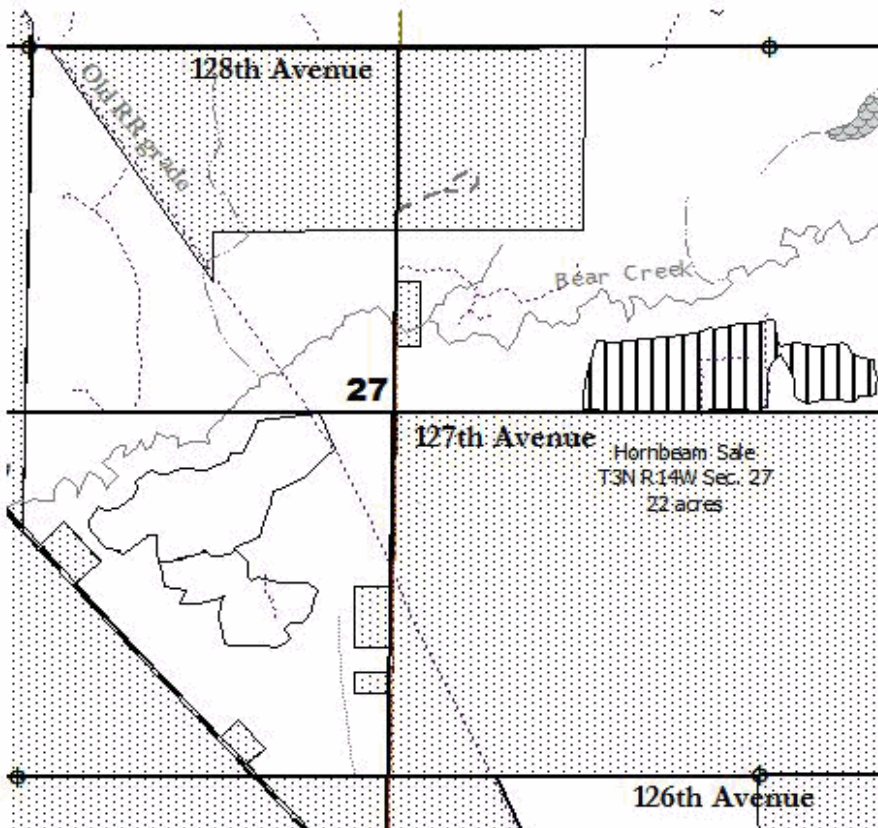 128th Avenue
Old RR grade
Bear Creek
27
127th Avenue
Hornbeam Sale
T3N R14W Sec. 27
22 acres
126th Avenue